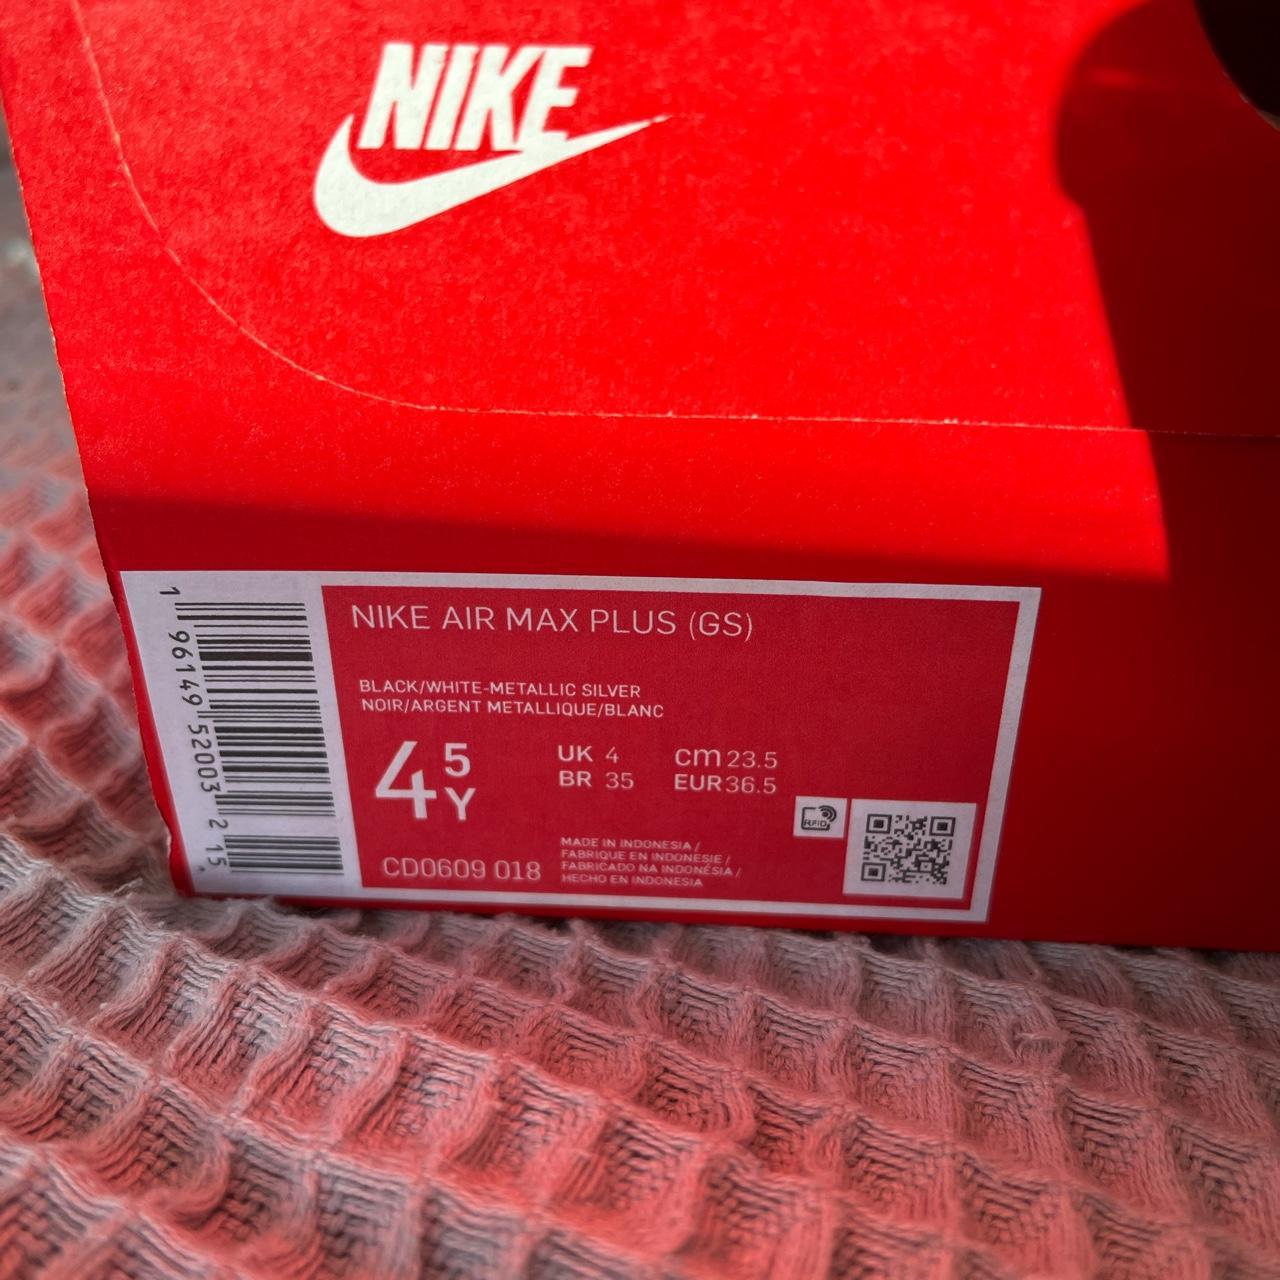 NIKE
NIKE AIR MAX PLUS (GS)
BLACK/WHITE-METALLIC SILVER
NOIR/ARGENT METALLIQUE/BLANC
4 5 Y
UK 4
BR 35
cm 23.5
EUR 36.5
RFID
CD0609 018
MADE IN INDONESIA /
FABRIQUE EN INDONESIE /
FABRICADO NA INDONÉSIA /
HECHO EN INDONESIA
1 96149 52003 2 15